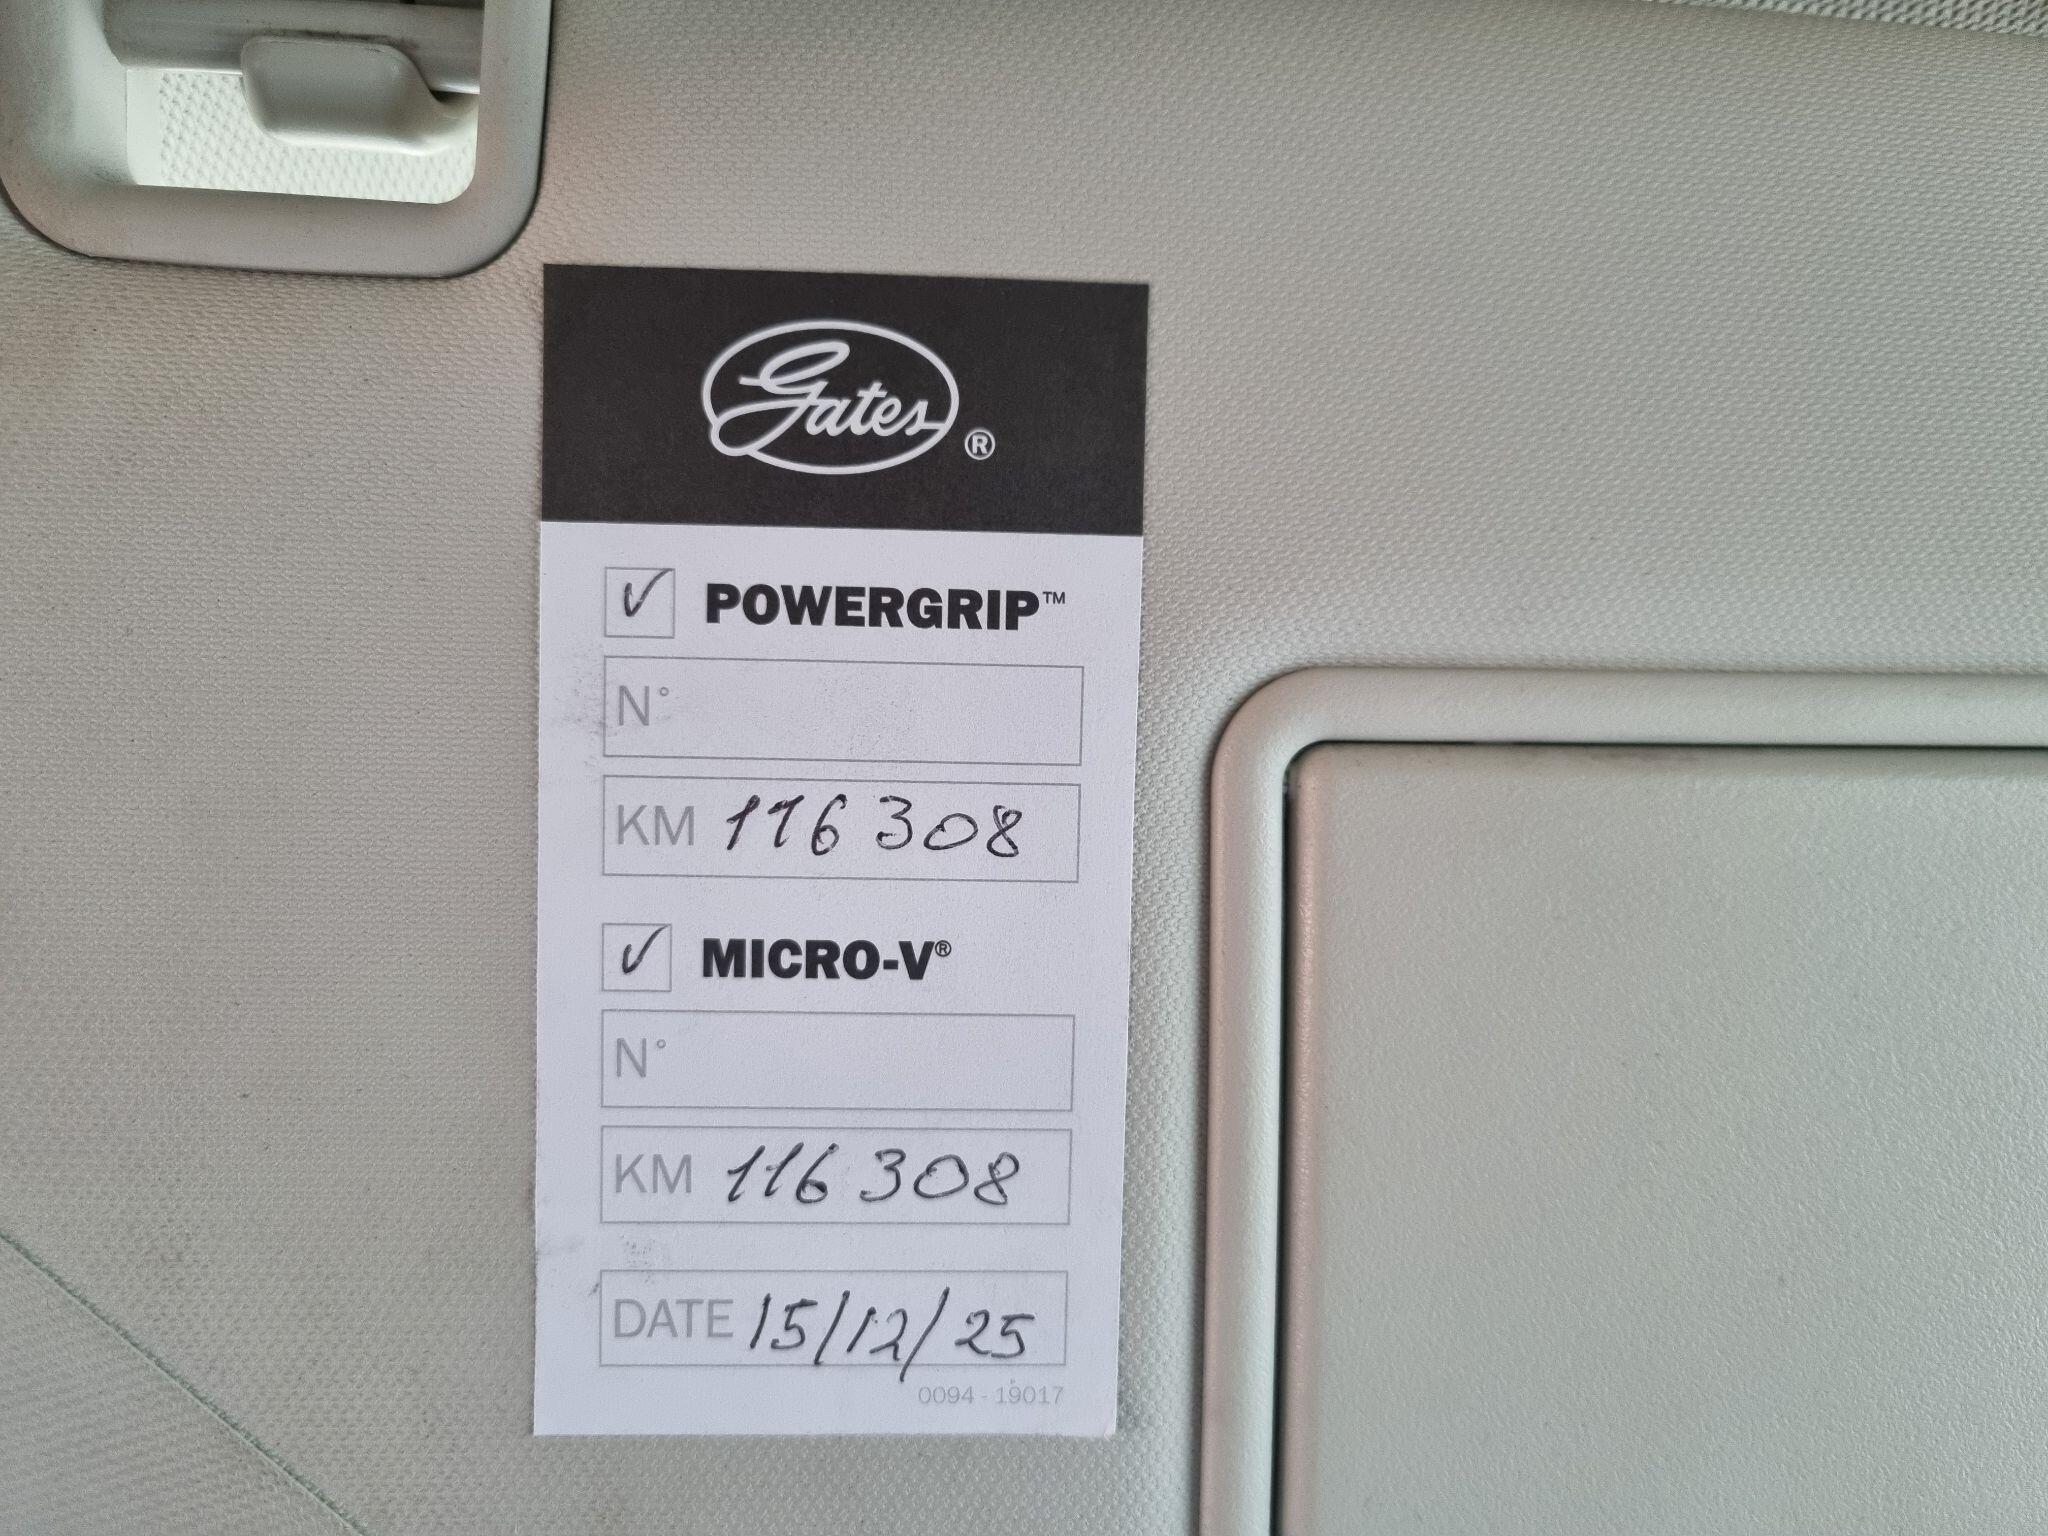 Gates®
✓ POWERGRIP™
N°
KM 116 308
✓ MICRO-V®
N°
KM 116 308
DATE 15/12/25
0094 - 19017